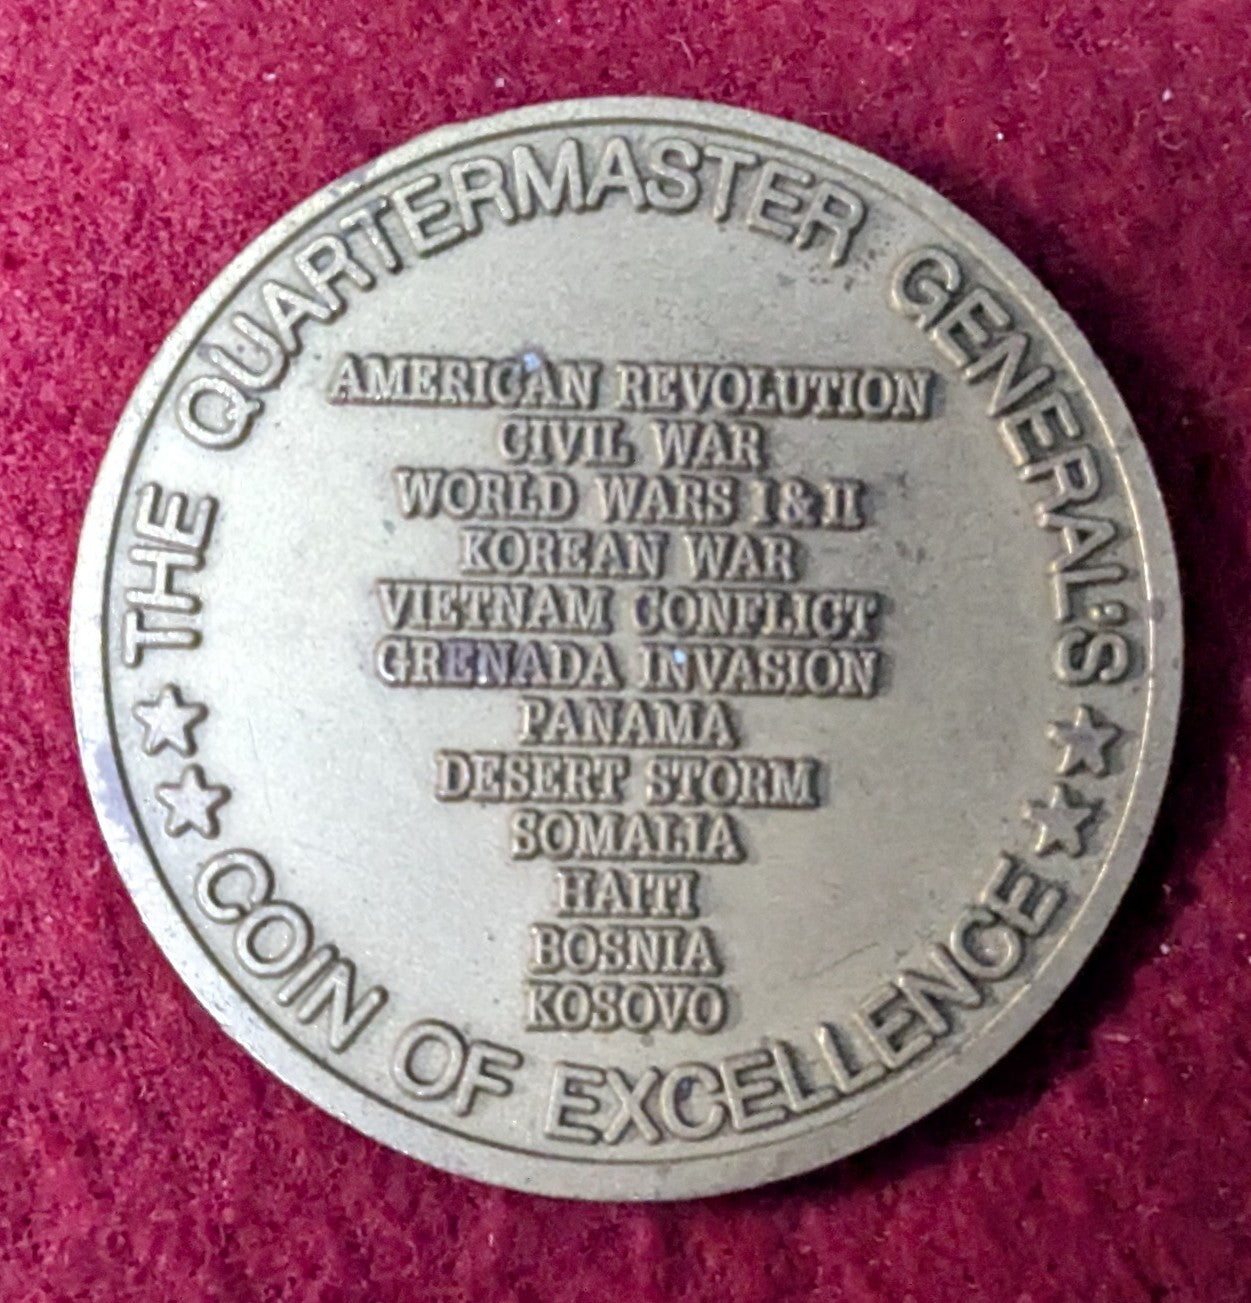 THE QUARTERMASTER GENERAL'S
AMERICAN REVOLUTION
CIVIL WAR
WORLD WARS I & II
KOREAN WAR
VIETNAM CONFLICT
GRENADA INVASION
PANAMA
DESERT STORM
SOMALIA
HAITI
BOSNIA
KOSOVO
COIN OF EXCELLENCE